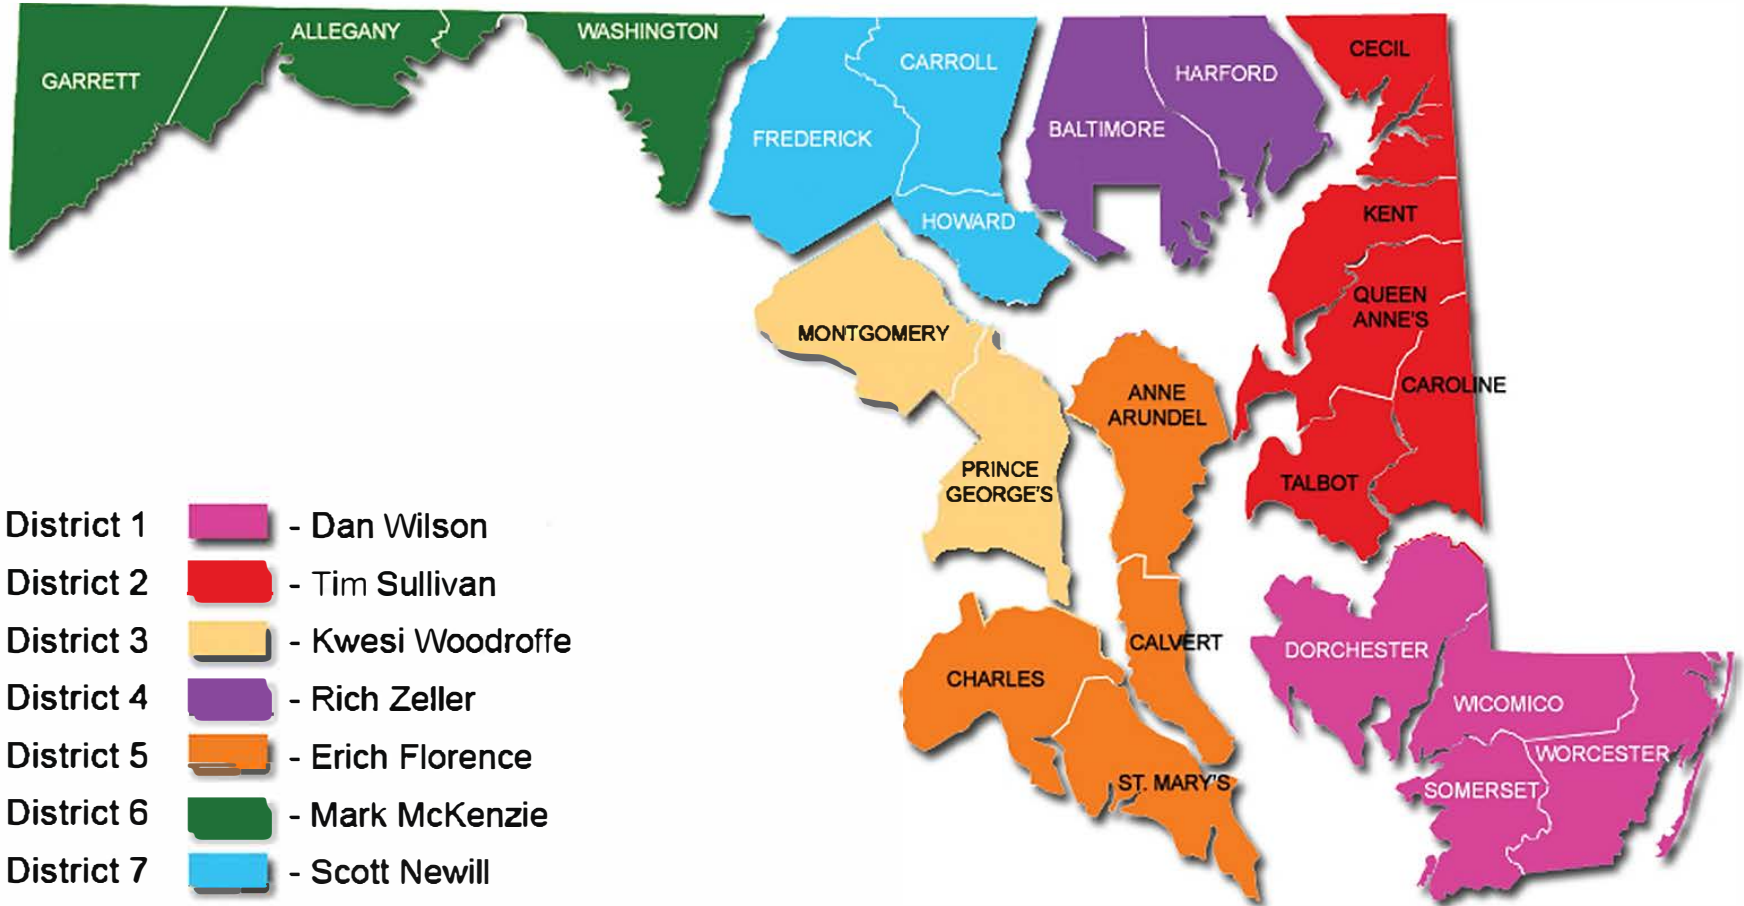 GARRETT
ALLEGANY
WASHINGTON
FREDERICK
CARROLL
HOWARD
BALTIMORE
HARFORD
CECIL
KENT
QUEEN
ANNE'S
CAROLINE
TALBOT
MONTGOMERY
PRINCE
GEORGE'S
ANNE
ARUNDEL
CALVERT
CHARLES
ST. MARY'S
DORCHESTER
WICOMICO
WORCESTER
SOMERSET
District 1 - Dan Wilson
District 2 - Tim Sullivan
District 3 - Kwesi Woodroffe
District 4 - Rich Zeller
District 5 - Erich Florence
District 6 - Mark McKenzie
District 7 - Scott Newill